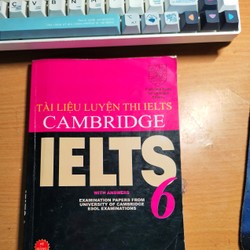 TÀI LIỆU LUYỆN THI IELTS
CAMBRIDGE
IELTS
6
WITH ANSWERS
EXAMINATION PAPERS FROM
UNIVERSITY OF CAMBRIDGE
ESOL EXAMINATIONS